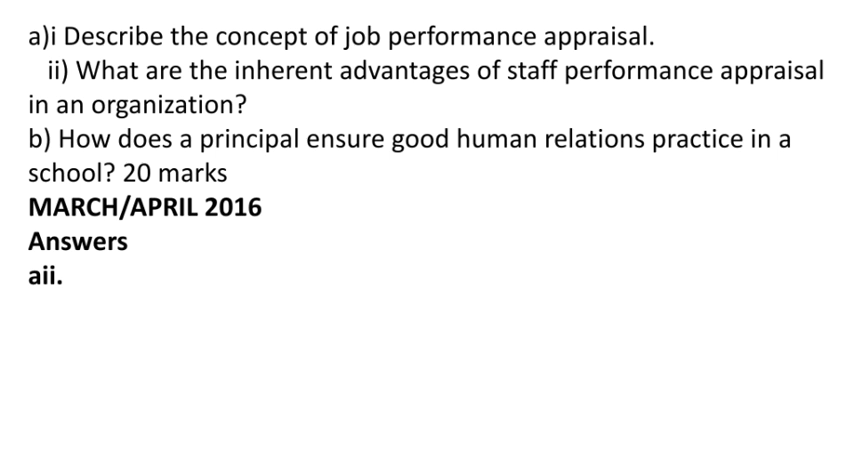 a)i Describe the concept of job performance appraisal.
ii) What are the inherent advantages of staff performance appraisal
in an organization?
b) How does a principal ensure good human relations practice in a
school? 20 marks
MARCH/APRIL 2016
Answers
aii.